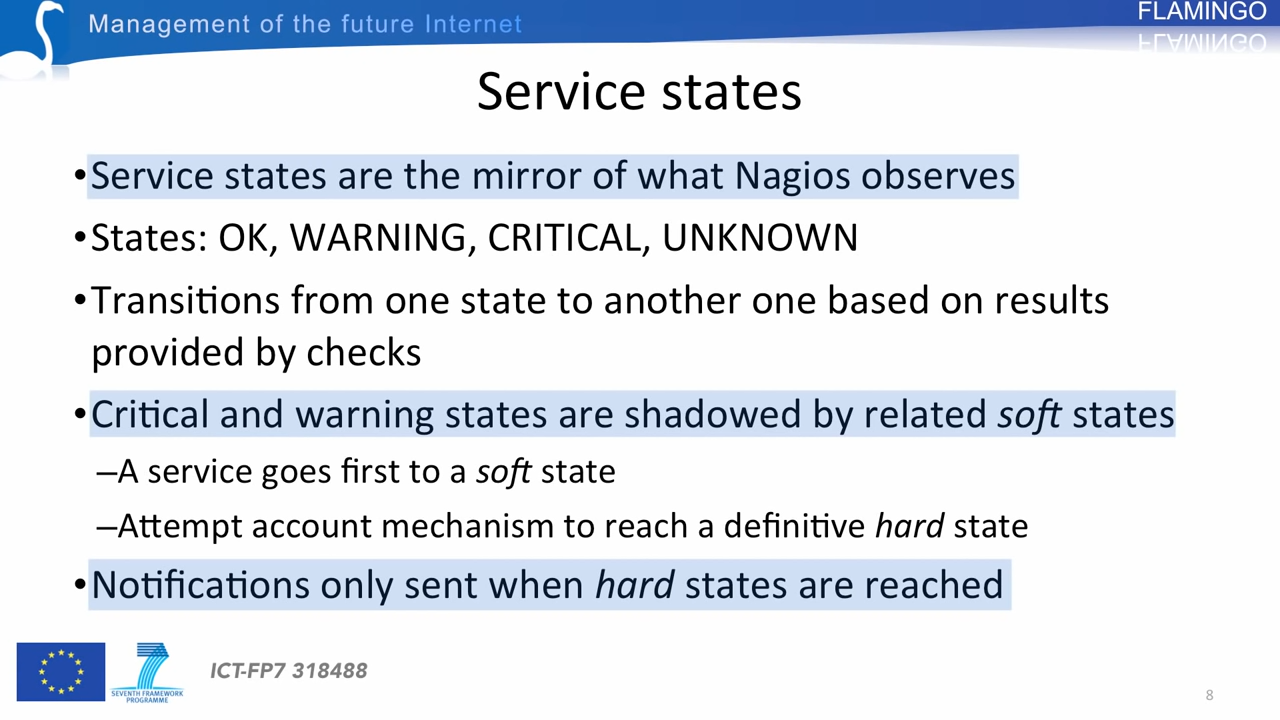 Management of the future Internet
FLAMINGO
Service states
•Service states are the mirror of what Nagios observes
•States: OK, WARNING, CRITICAL, UNKNOWN
•Transitions from one state to another one based on results
provided by checks
•Critical and warning states are shadowed by related soft states
–A service goes first to a soft state
–Attempt account mechanism to reach a definitive hard state
•Notifications only sent when hard states are reached
SEVENTH FRAMEWORK
PROGRAMME
ICT-FP7 318488
8